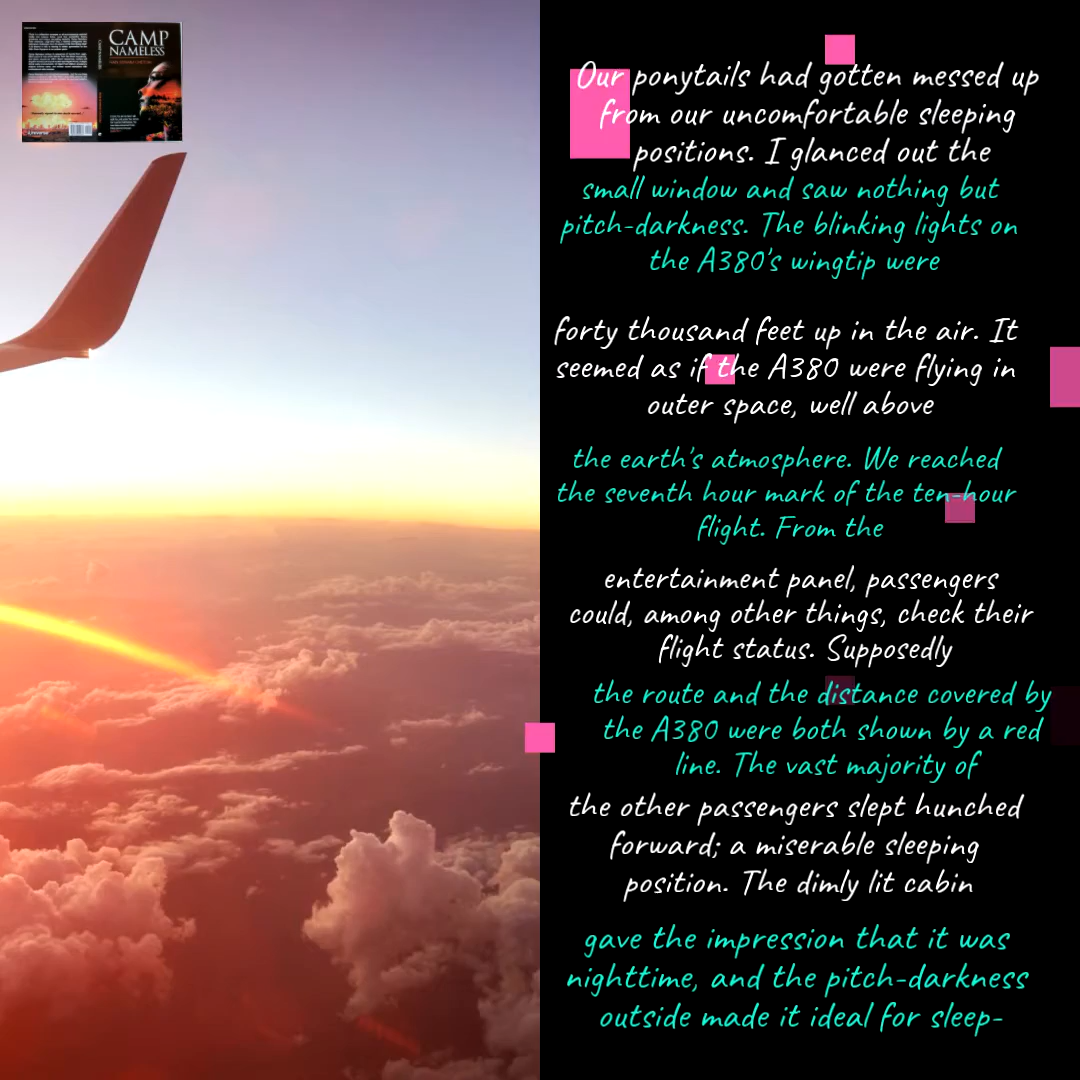 CAMP
NAMELESS
iUniverse
Our ponytails had gotten messed up
from our uncomfortable sleeping
positions. I glanced out the
small window and saw nothing but
pitch-darkness. The blinking lights on
the A380's wingtip were
forty thousand feet up in the air. It
seemed as if the A380 were flying in
outer space, well above
the earth's atmosphere. We reached
the seventh hour mark of the ten-hour
flight. From the
entertainment panel, passengers
could, among other things, check their
flight status. Supposedly
the route and the distance covered by
the A380 were both shown by a red
line. The vast majority of
the other passengers slept hunched
forward; a miserable sleeping
position. The dimly lit cabin
gave the impression that it was
nighttime, and the pitch-darkness
outside made it ideal for sleep-